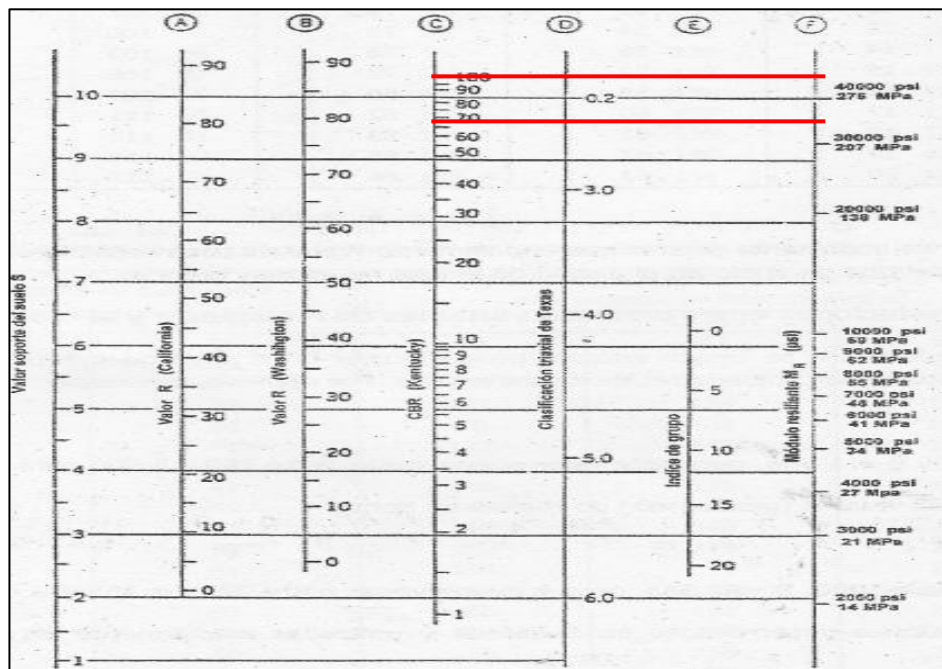 A
B
C
D
E
F
Valor soporte del suelo S
10
9
8
7
6
5
4
3
2
1
Valor R (California)
90
80
70
60
50
40
30
20
10
0
Valor R (Washington)
90
80
70
60
50
40
30
20
10
0
CBR (Kentucky)
100
90
80
70
60
50
40
30
20
10
9
8
7
6
5
4
3
2
1
Clasificación triaxial de Texas
0.2
3.0
4.0
5.0
6.0
Indice de grupo
0
5
10
15
20
Módulo resiliente MR (psi)
40000 psi
276 MPa
30000 psi
207 MPa
20000 psi
138 MPa
10000 psi
69 MPa
9000 psi
62 MPa
8000 psi
55 MPa
7000 psi
48 MPa
6000 psi
41 MPa
5000 psi
34 MPa
4000 psi
27 MPa
3000 psi
21 MPa
2000 psi
14 MPa